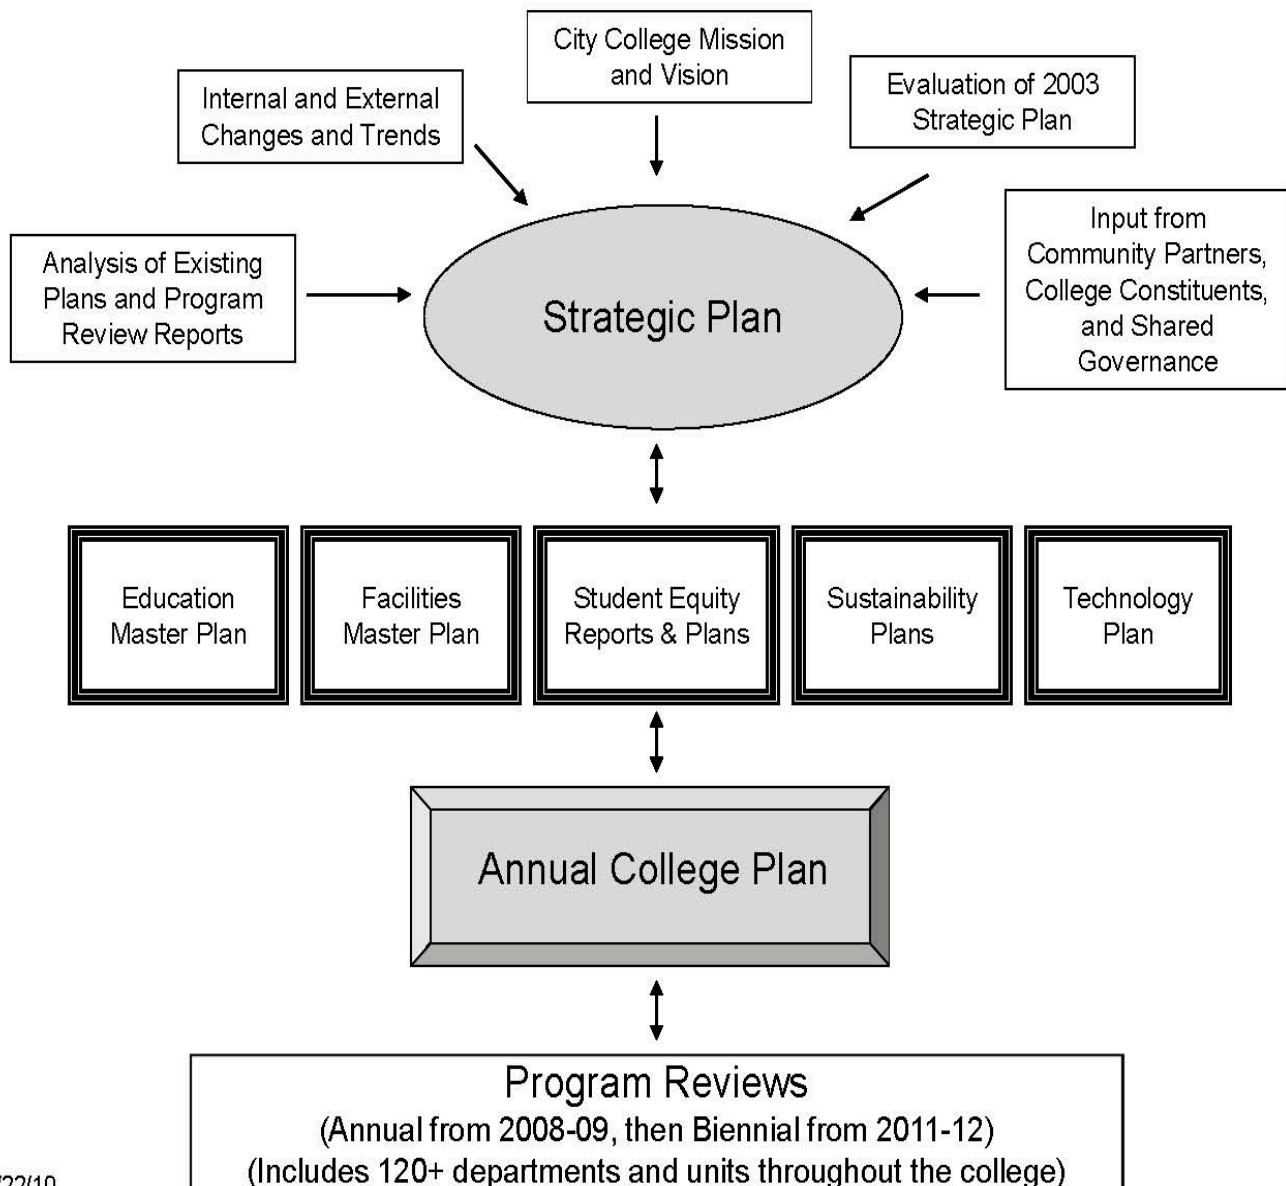 City College Mission
and Vision
Internal and External
Changes and Trends
Evaluation of 2003
Strategic Plan
Analysis of Existing
Plans and Program
Review Reports
Input from
Community Partners,
College Constituents,
and Shared
Governance
Strategic Plan
Education
Master Plan
Facilities
Master Plan
Student Equity
Reports & Plans
Sustainability
Plans
Technology
Plan
Annual College Plan
Program Reviews
(Annual from 2008-09, then Biennial from 2011-12)
(Includes 120+ departments and units throughout the college)